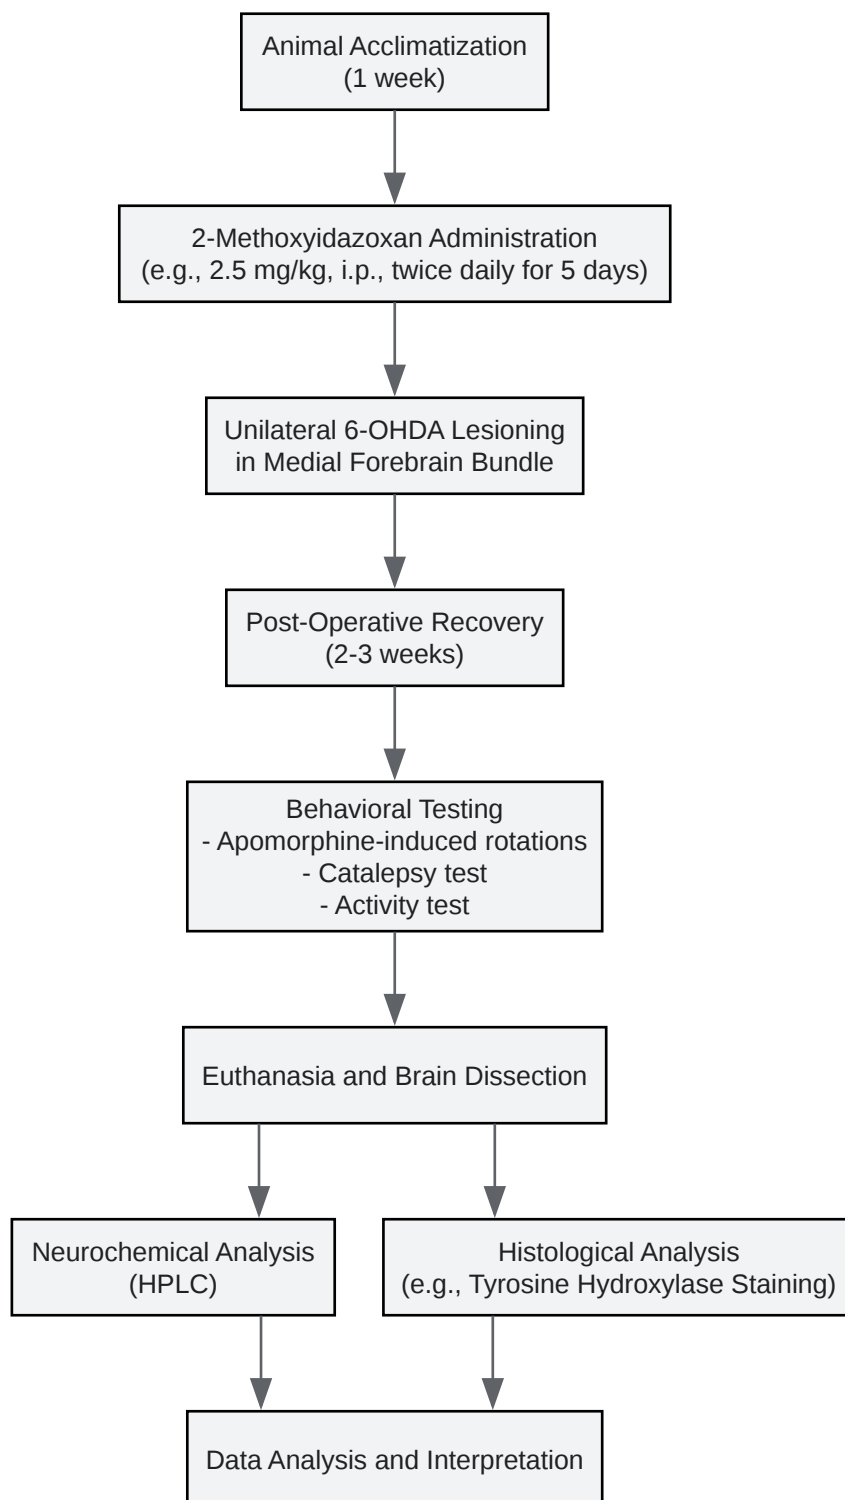 Animal Acclimatization
(1 week)
2-Methoxyidazoxan Administration
(e.g., 2.5 mg/kg, i.p., twice daily for 5 days)
Unilateral 6-OHDA Lesioning
in Medial Forebrain Bundle
Post-Operative Recovery
(2-3 weeks)
Behavioral Testing
- Apomorphine-induced rotations
- Catalepsy test
- Activity test
Euthanasia and Brain Dissection
Neurochemical Analysis
(HPLC)
Histological Analysis
(e.g., Tyrosine Hydroxylase Staining)
Data Analysis and Interpretation